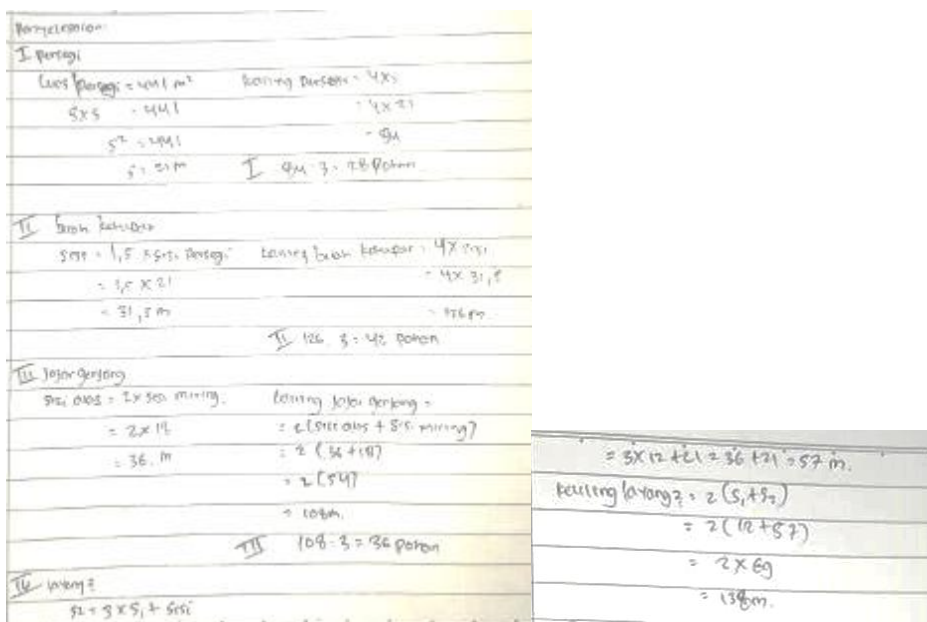 Penyelesaian
I persegi
Luas persegi = 441 m²
s x s = 441
s² = 441
s = 21 m
keliling persegi = 4 x s
= 4 x 21
= 84
I 84 : 3 = 28 Pohon
II belah ketupat
sisi = 1,5 x sisi Persegi
= 1,5 x 21
= 31,5 m
keliling belah ketupat = 4 x sisi
= 4 x 31,5
= 126 m
II 126 : 3 = 42 pohon
III Jajar genjang
sisi alas = 2 x sisi miring.
= 2 x 18
= 36. m
keliling jajar genjang =
= 2 (sisi alas + sisi miring)
= 2 (36 + 18)
= 2 (54)
= 108 m.
III 108 : 3 = 36 pohon
IV layang2
s2 = 3 x s1 + sisi
= 3 x 12 + 21 = 36 + 21 = 57 m.
keliling layang2 = 2 (s1 + s2)
= 2 (12 + 57)
= 2 x 69
= 138 m.